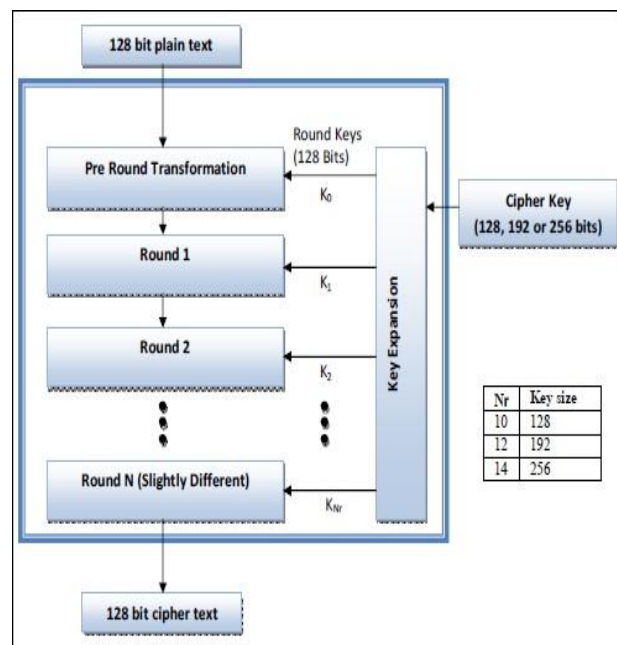 128 bit plain text
Round Keys
(128 Bits)
Pre Round Transformation
K0
Cipher Key
(128, 192 or 256 bits)
Round 1
K1
Key Expansion
Round 2
K2
Nr Key size
10 128
12 192
14 256
Round N (Slightly Different)
KNr
128 bit cipher text